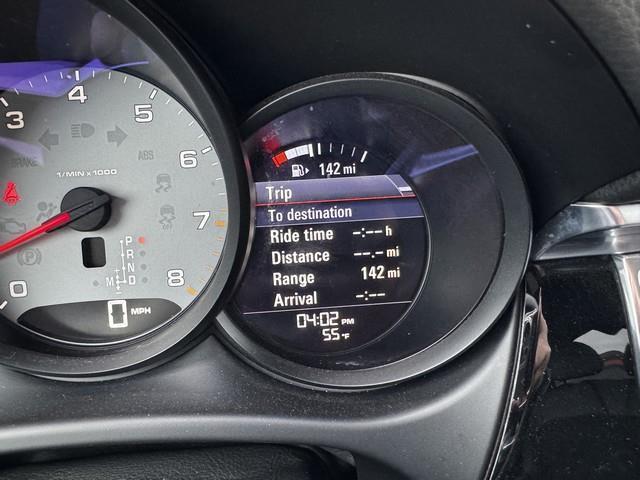 3
4
5
6
7
8
0
1/MIN x 1000
BRAKE
ABS
P
R
N
M D
0 MPH
142 mi
Trip
To destination
Ride time --:-- h
Distance ---.- mi
Range 142 mi
Arrival --:--
04:02 PM
55°F